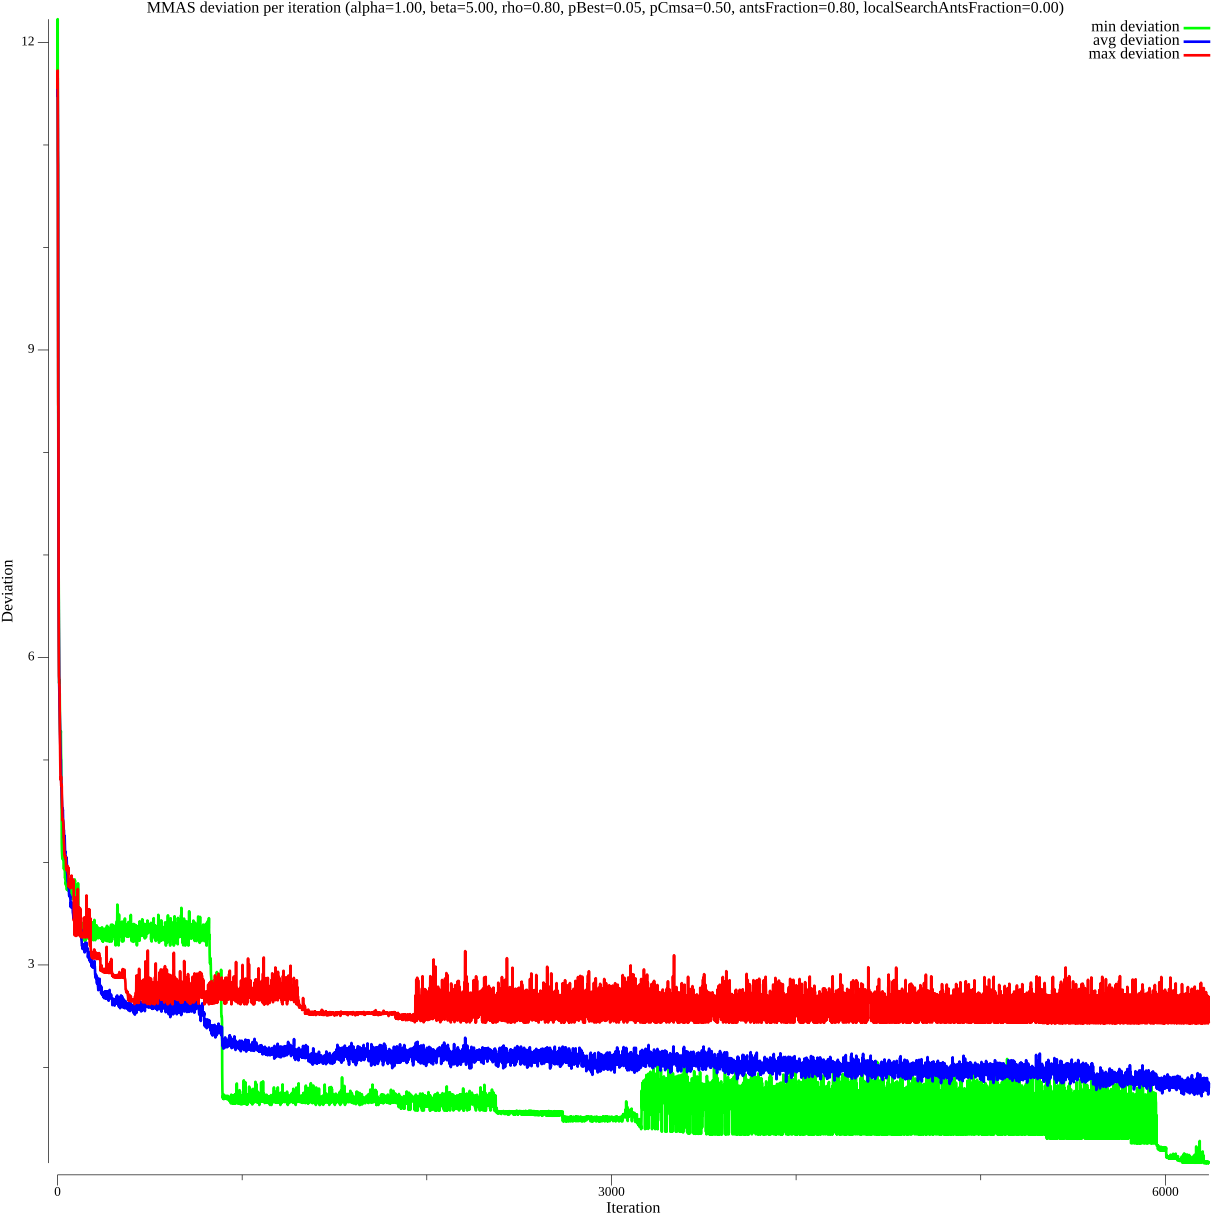 MMAS deviation per iteration (alpha=1.00, beta=5.00, rho=0.80, pBest=0.05, pCmsa=0.50, antsFraction=0.80, localSearchAntsFraction=0.00)
min deviation
avg deviation
max deviation
12
9
6
3
Deviation
0
3000
6000
Iteration